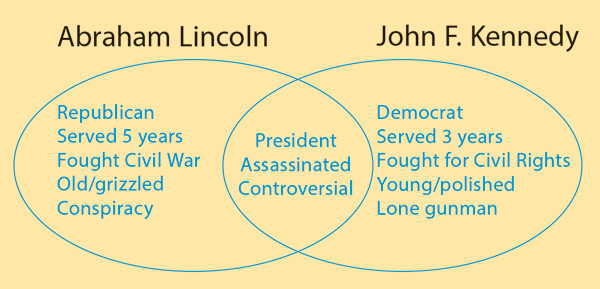 Abraham Lincoln
John F. Kennedy
Republican
Served 5 years
Fought Civil War
Old/grizzled
Conspiracy
President
Assassinated
Controversial
Democrat
Served 3 years
Fought for Civil Rights
Young/polished
Lone gunman